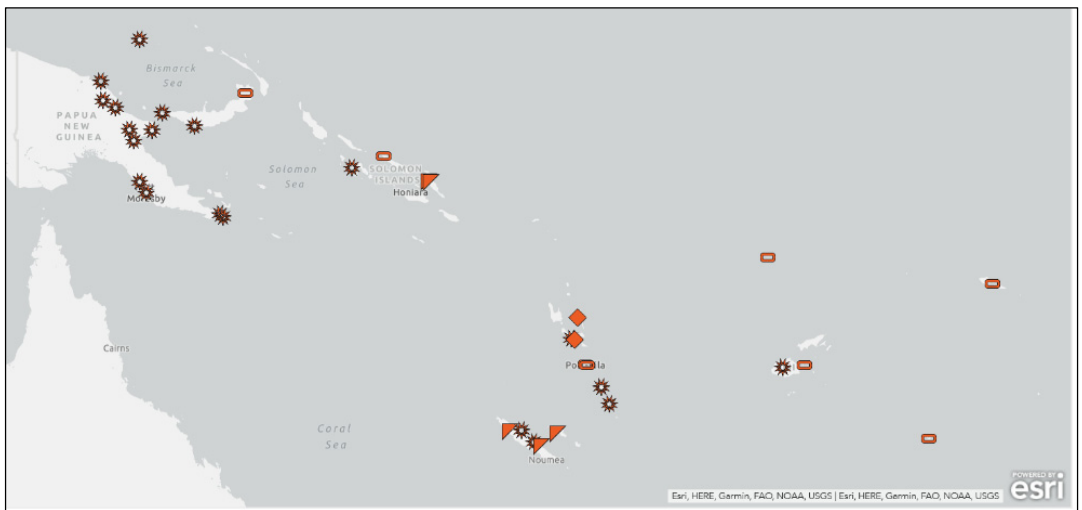 Bismarck
Sea
PAPUA
NEW
GUINEA
Solomon
Sea
SOLOMON
ISLANDS
Honiara
Cairns
Coral
Sea
Noumea
POWERED BY
esri
Esri, HERE, Garmin, FAO, NOAA, USGS | Esri, HERE, Garmin, FAO, NOAA, USGS